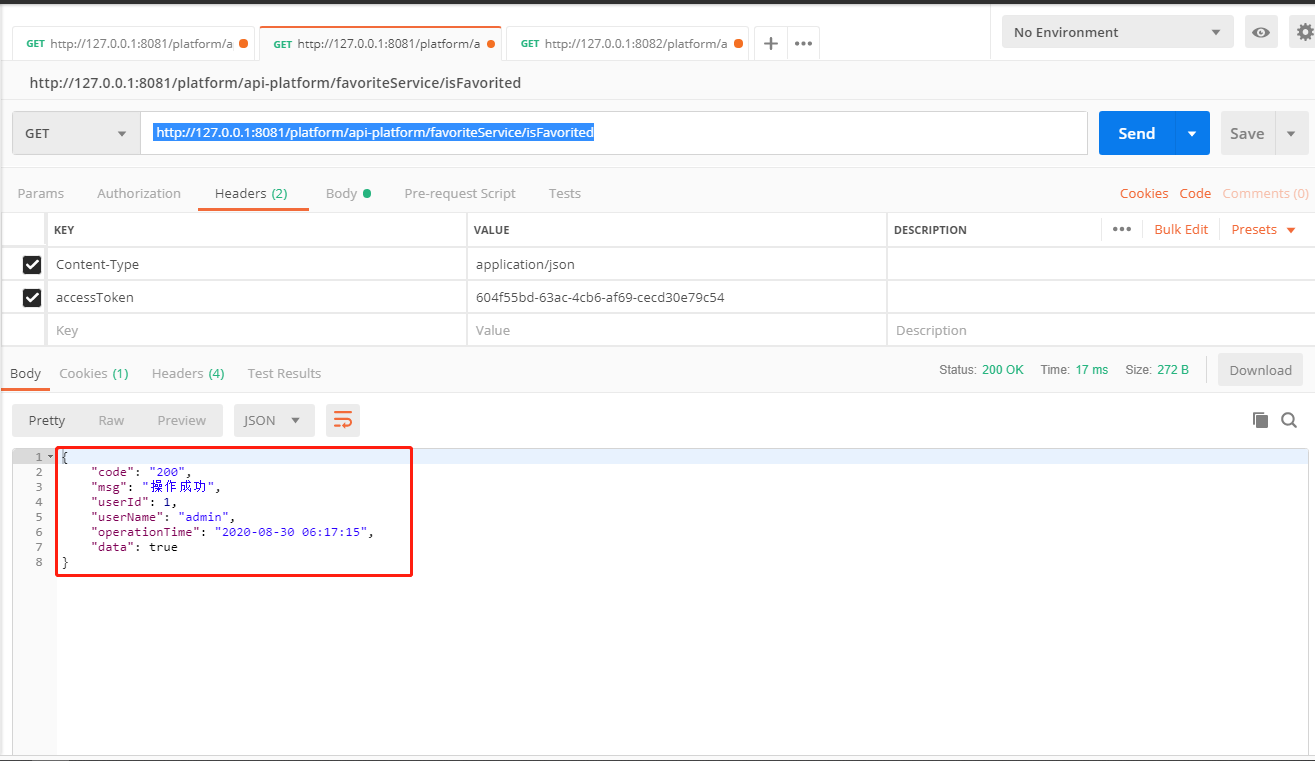 GET http://127.0.0.1:8081/platform/a GET http://127.0.0.1:8081/platform/a GET http://127.0.0.1:8082/platform/a No Environment
http://127.0.0.1:8081/platform/api-platform/favoriteService/isFavorited
GET http://127.0.0.1:8081/platform/api-platform/favoriteService/isFavorited Send Save
Params Authorization Headers (2) Body Pre-request Script Tests Cookies Code Comments (0)
KEY VALUE DESCRIPTION Bulk Edit Presets
Content-Type application/json
accessToken 604f55bd-63ac-4cb6-af69-cecd30e79c54
Key Value Description
Body Cookies (1) Headers (4) Test Results Status: 200 OK Time: 17 ms Size: 272 B Download
Pretty Raw Preview JSON
1 {
2 "code": "200",
3 "msg": "操作成功",
4 "userId": 1,
5 "userName": "admin",
6 "operationTime": "2020-08-30 06:17:15",
7 "data": true
8 }